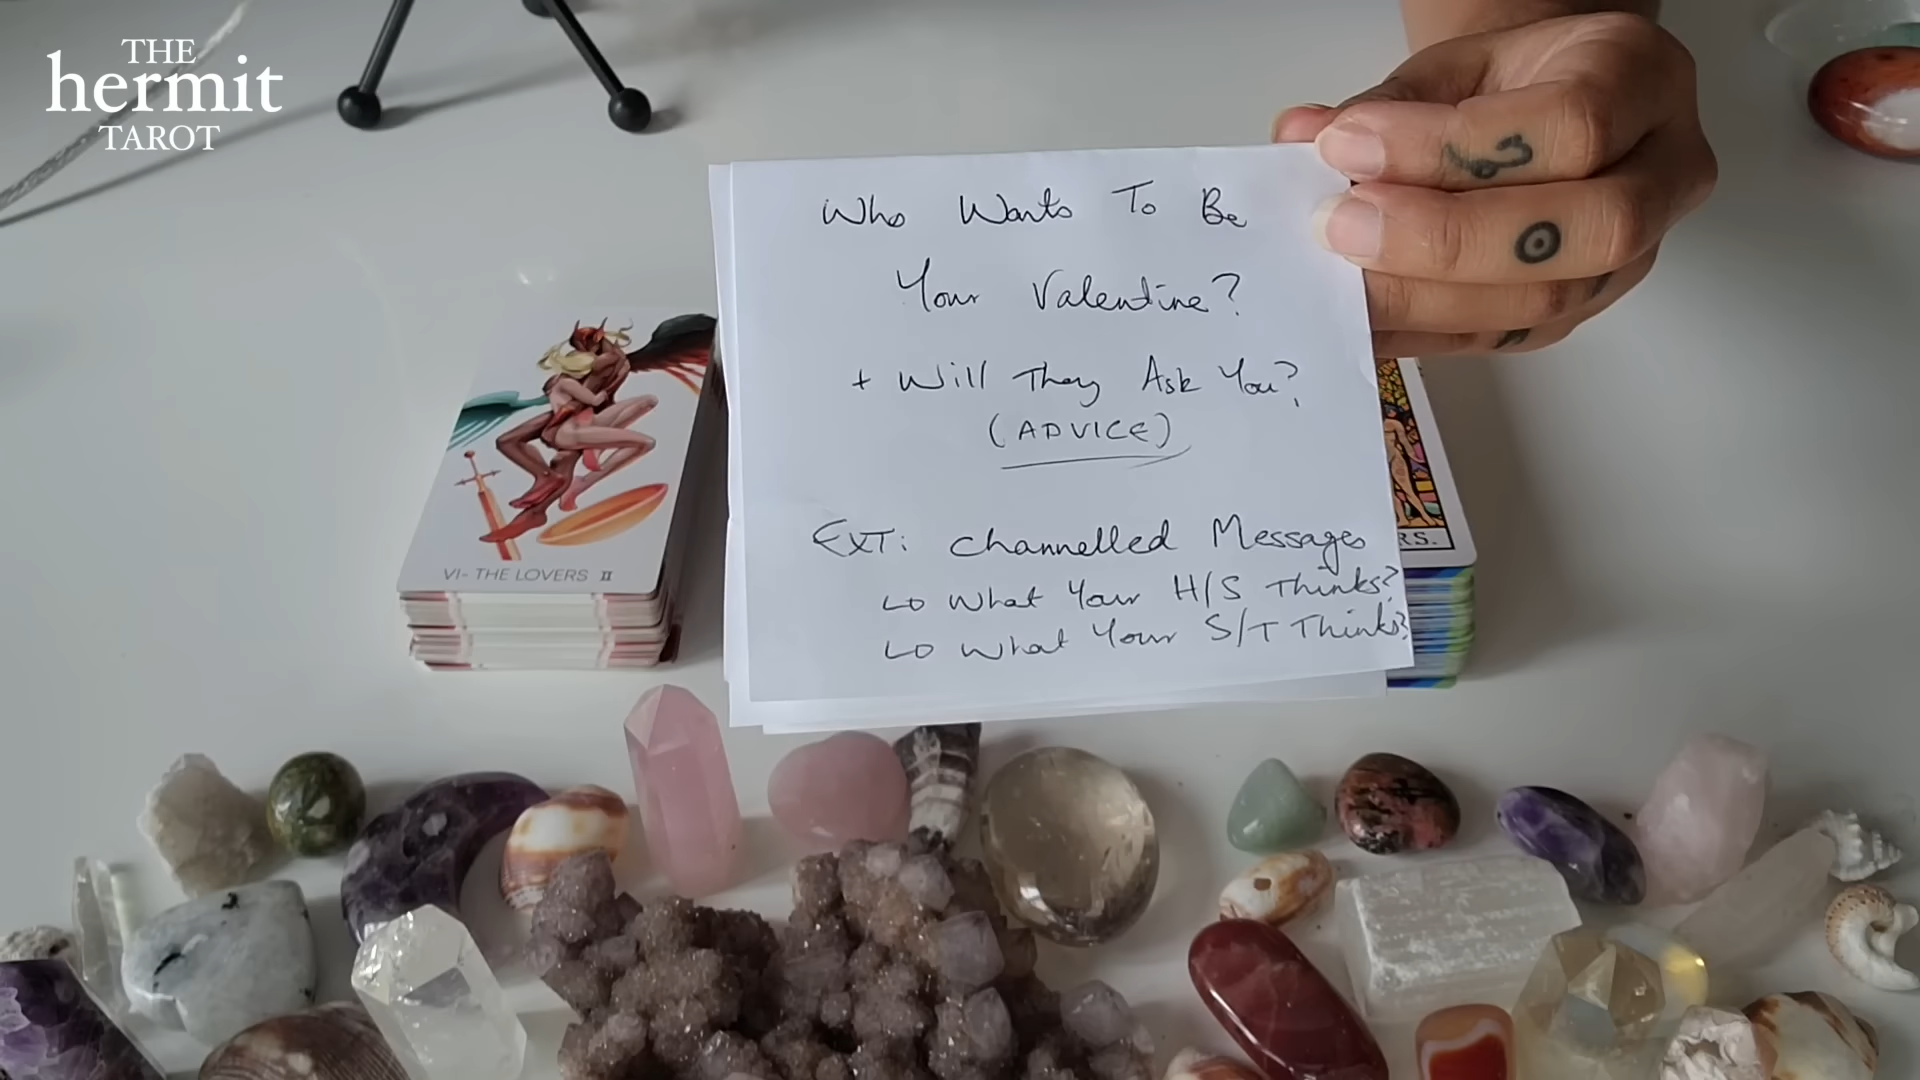 THE
hermit
TAROT
Who Wants To Be
Your Valentine?
+ Will They Ask You?
(ADVICE)
EXT: Channelled Messages
↳ What Your H/S Thinks?
↳ What Your S/T Thinks?
VI- THE LOVERS II
RS.